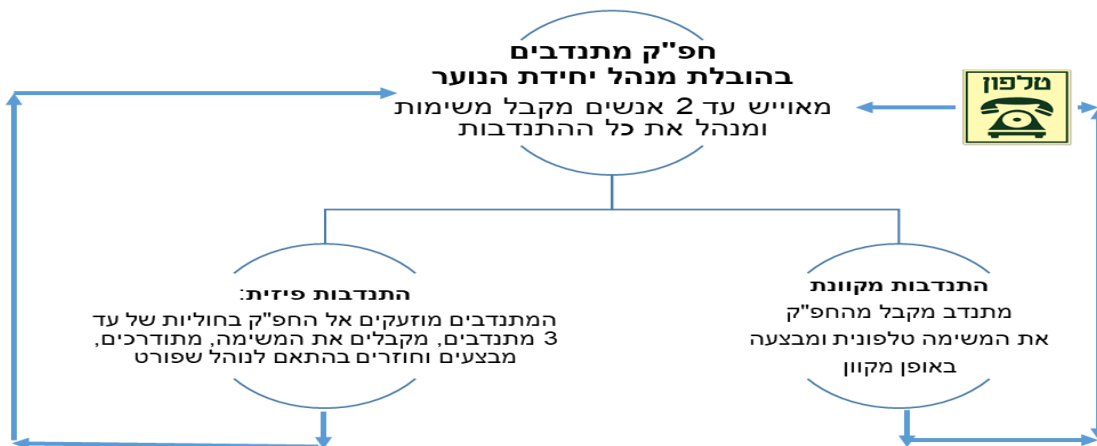 חפ"ק מתנדבים
בהובלת מנהל יחידת הנוער
מאוייש עד 2 אנשים מקבל משימות
ומנהל את כל ההתנדבות
טלפון
התנדבות מקוונת
מתנדב מקבל מהחפ"ק
את המשימה טלפונית ומבצעה
באופן מקוון
התנדבות פיזית:
המתנדבים מוזעקים אל החפ"ק בחוליות של עד
3 מתנדבים, מקבלים את המשימה, מתודרכים,
מבצעים וחוזרים בהתאם לנוהל שפורט